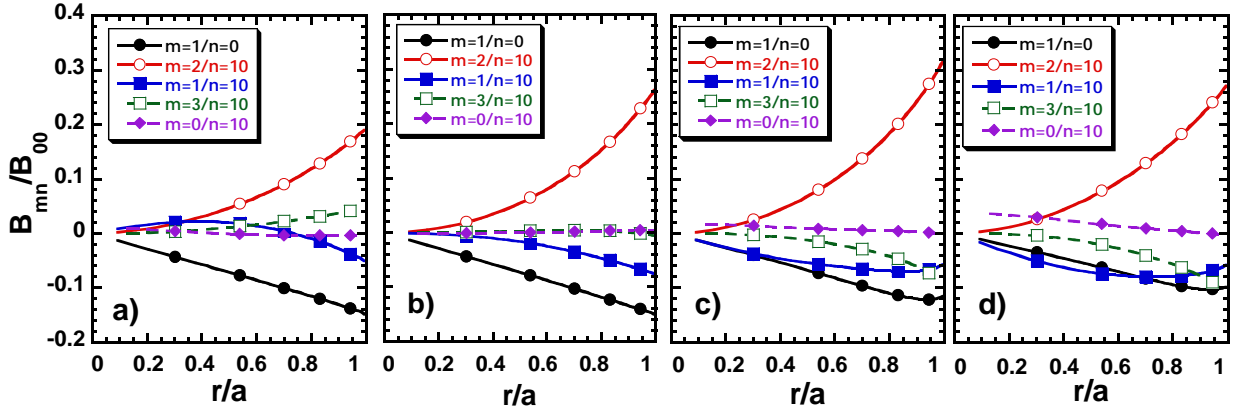 B_mn/B_00
0.4
0.3
0.2
0.1
0
-0.1
-0.2
m=1/n=0
m=2/n=10
m=1/n=10
m=3/n=10
m=0/n=10
a)
0 0.2 0.4 0.6 0.8 1
r/a
m=1/n=0
m=2/n=10
m=1/n=10
m=3/n=10
m=0/n=10
b)
0 0.2 0.4 0.6 0.8 1
r/a
m=1/n=0
m=2/n=10
m=1/n=10
m=3/n=10
m=0/n=10
c)
0 0.2 0.4 0.6 0.8 1
r/a
m=1/n=0
m=2/n=10
m=1/n=10
m=3/n=10
m=0/n=10
d)
0 0.2 0.4 0.6 0.8 1
r/a